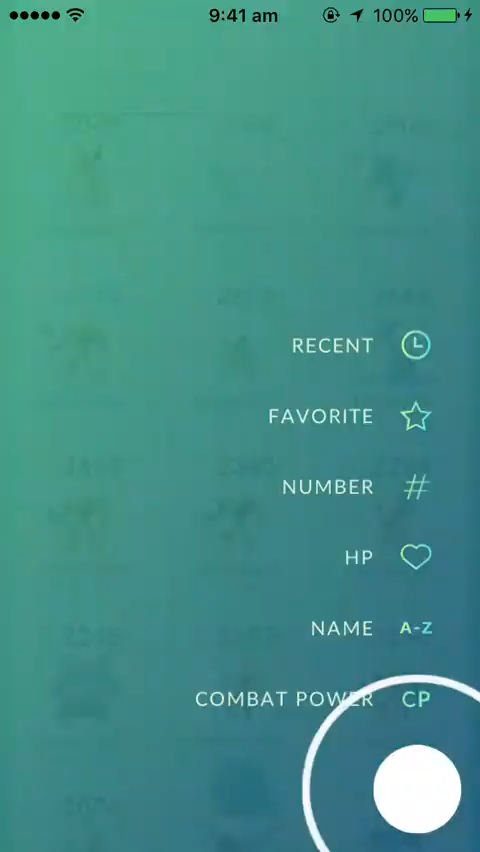 9:41 am 100%
RECENT
FAVORITE
NUMBER #
HP
NAME A-Z
COMBAT POWER CP